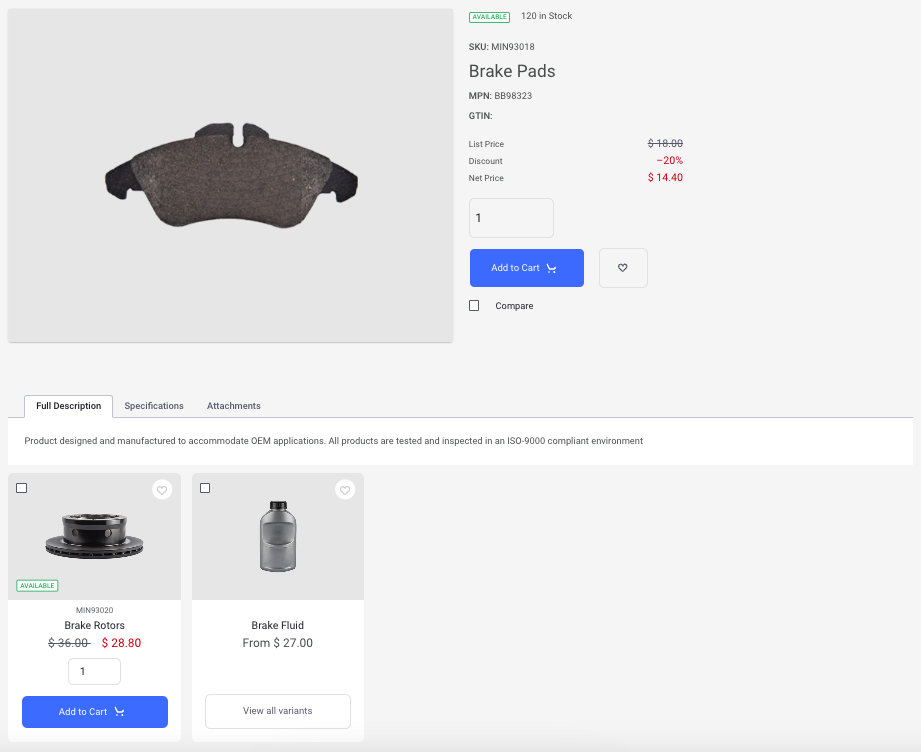 AVAILABLE 120 in Stock
SKU: MIN93018
Brake Pads
MPN: BB98323
GTIN:
List Price $ 18.00
Discount –20%
Net Price $ 14.40
1
Add to Cart
Compare
Full Description Specifications Attachments
Product designed and manufactured to accommodate OEM applications. All products are tested and inspected in an ISO-9000 compliant environment
AVAILABLE
MIN93020
Brake Rotors
$ 36.00 $ 28.80
1
Add to Cart
Brake Fluid
From $ 27.00
View all variants